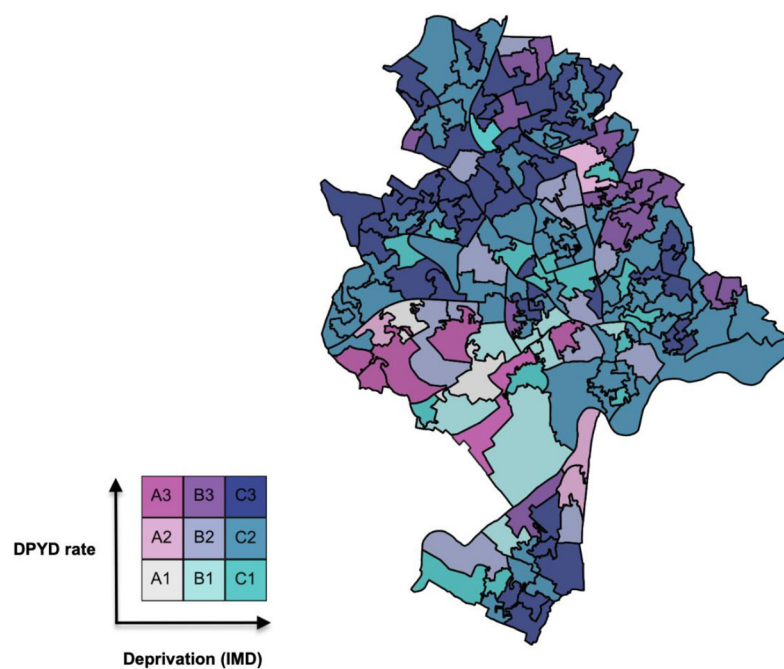 A3 B3 C3
DPYD rate A2 B2 C2
A1 B1 C1
Deprivation (IMD)